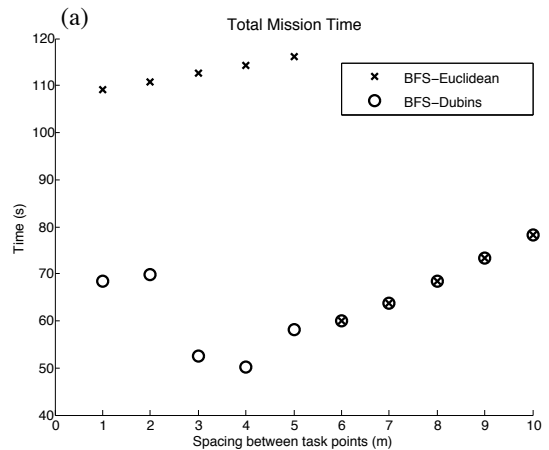 (a)
Total Mission Time
120
110
100
90
80
70
60
50
40
Time (s)
BFS-Euclidean
BFS-Dubins
0 1 2 3 4 5 6 7 8 9 10
Spacing between task points (m)